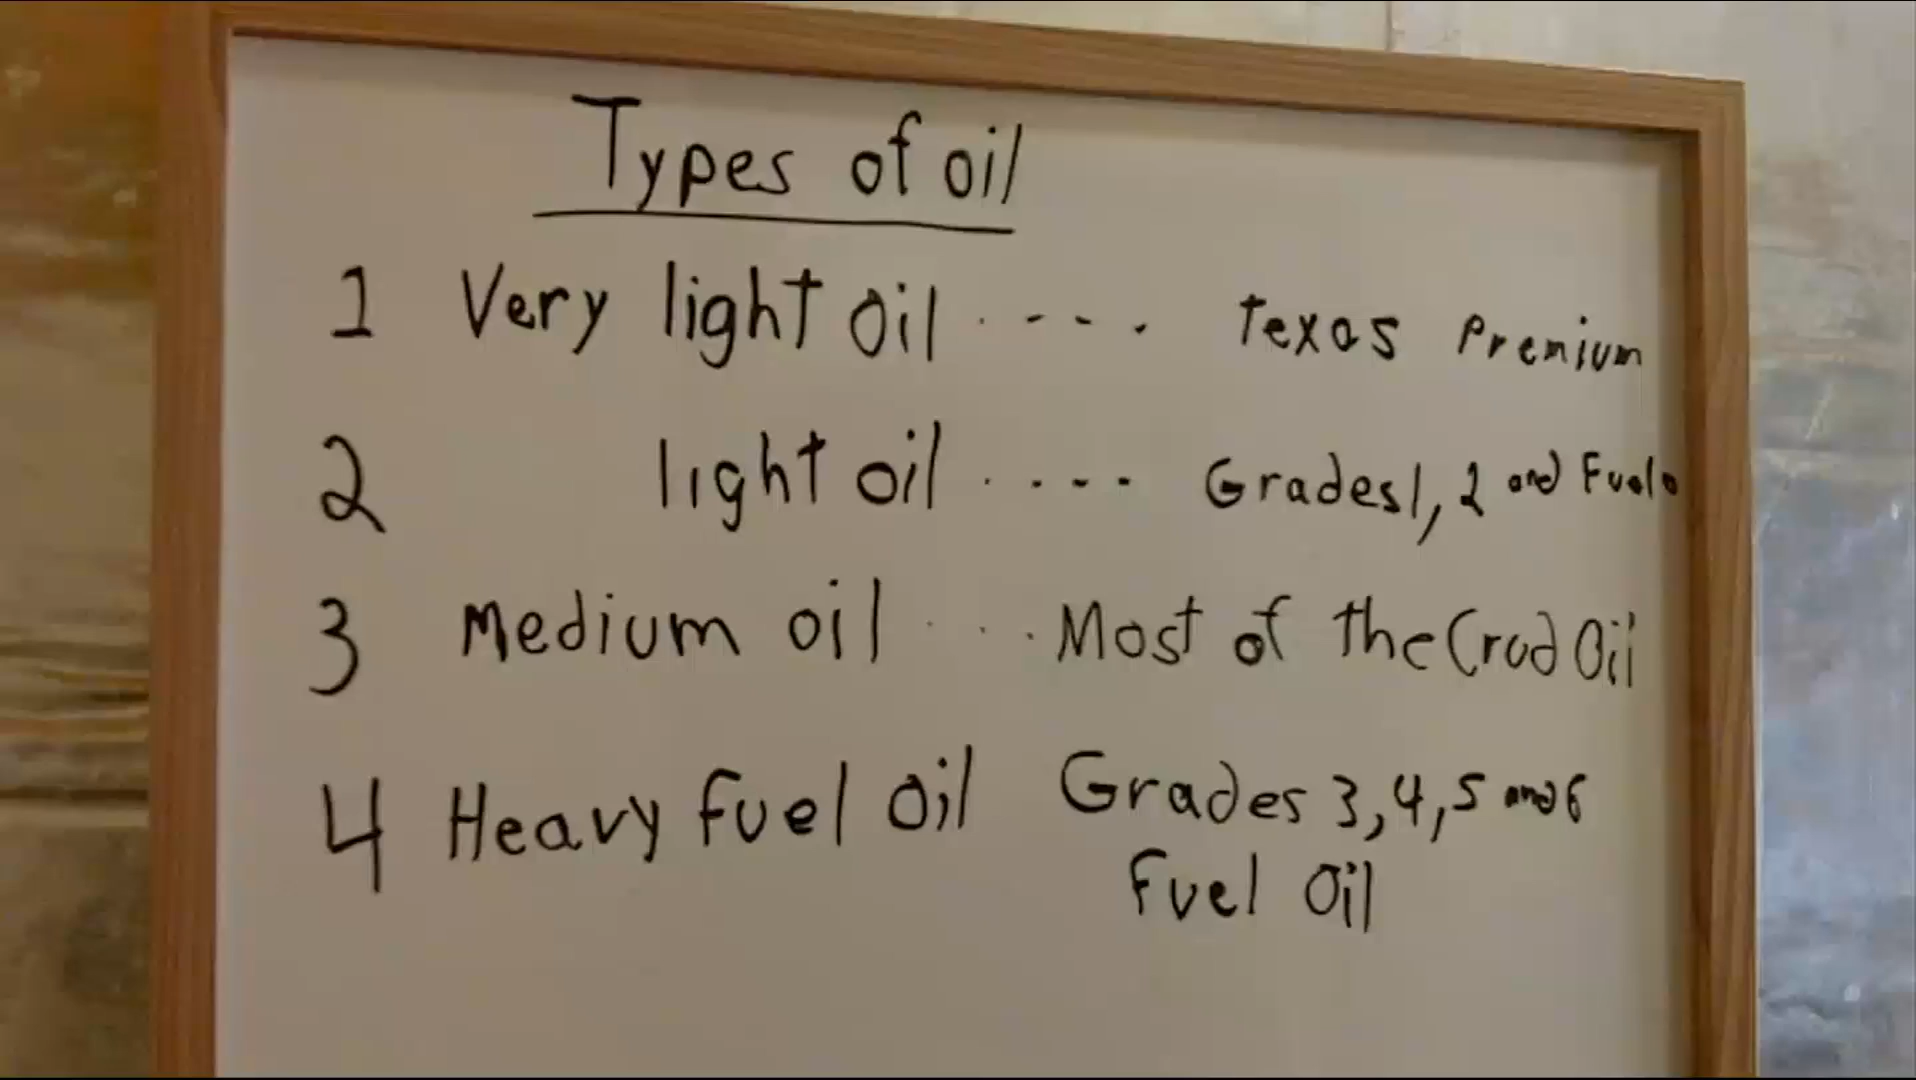 Types of oil
1 Very light oil ..... Texas Premium
2 light oil ..... Grades 1, 2 and Fuel o
3 Medium oil .... Most of the Crud Oil
4 Heavy fuel oil Grades 3, 4, 5 and 6
Fuel Oil